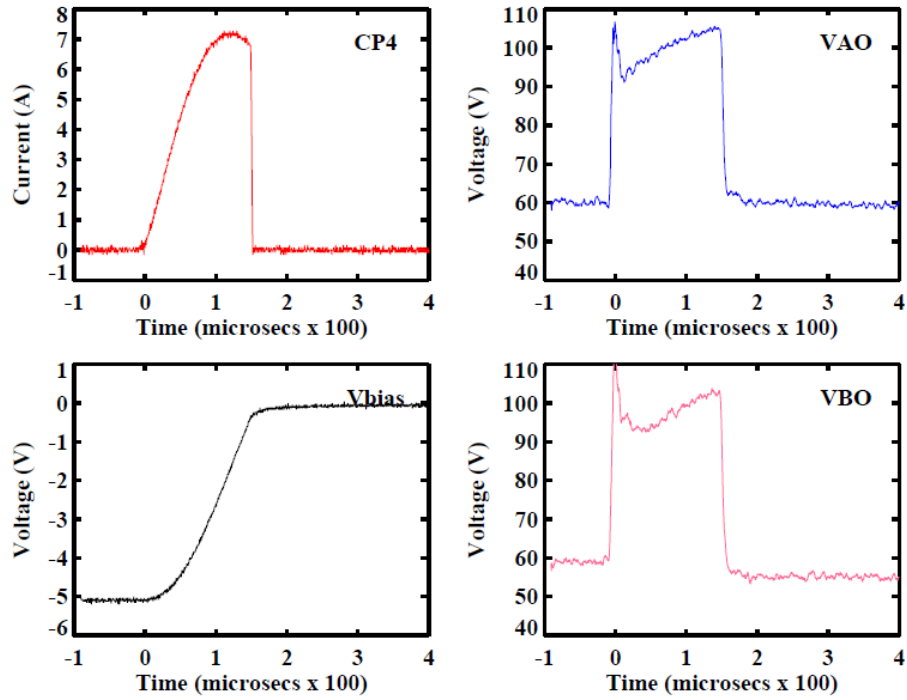 8
7
6
5
4
3
2
1
0
-1
Current (A)
CP4
-1 0 1 2 3 4
Time (microsecs x 100)
110
100
90
80
70
60
50
40
Voltage (V)
VAO
-1 0 1 2 3 4
Time (microsecs x 100)
1
0
-1
-2
-3
-4
-5
-6
Voltage (V)
Vbias
-1 0 1 2 3 4
Time (microsecs x 100)
110
100
90
80
70
60
50
40
Voltage (V)
VBO
-1 0 1 2 3 4
Time (microsecs x 100)